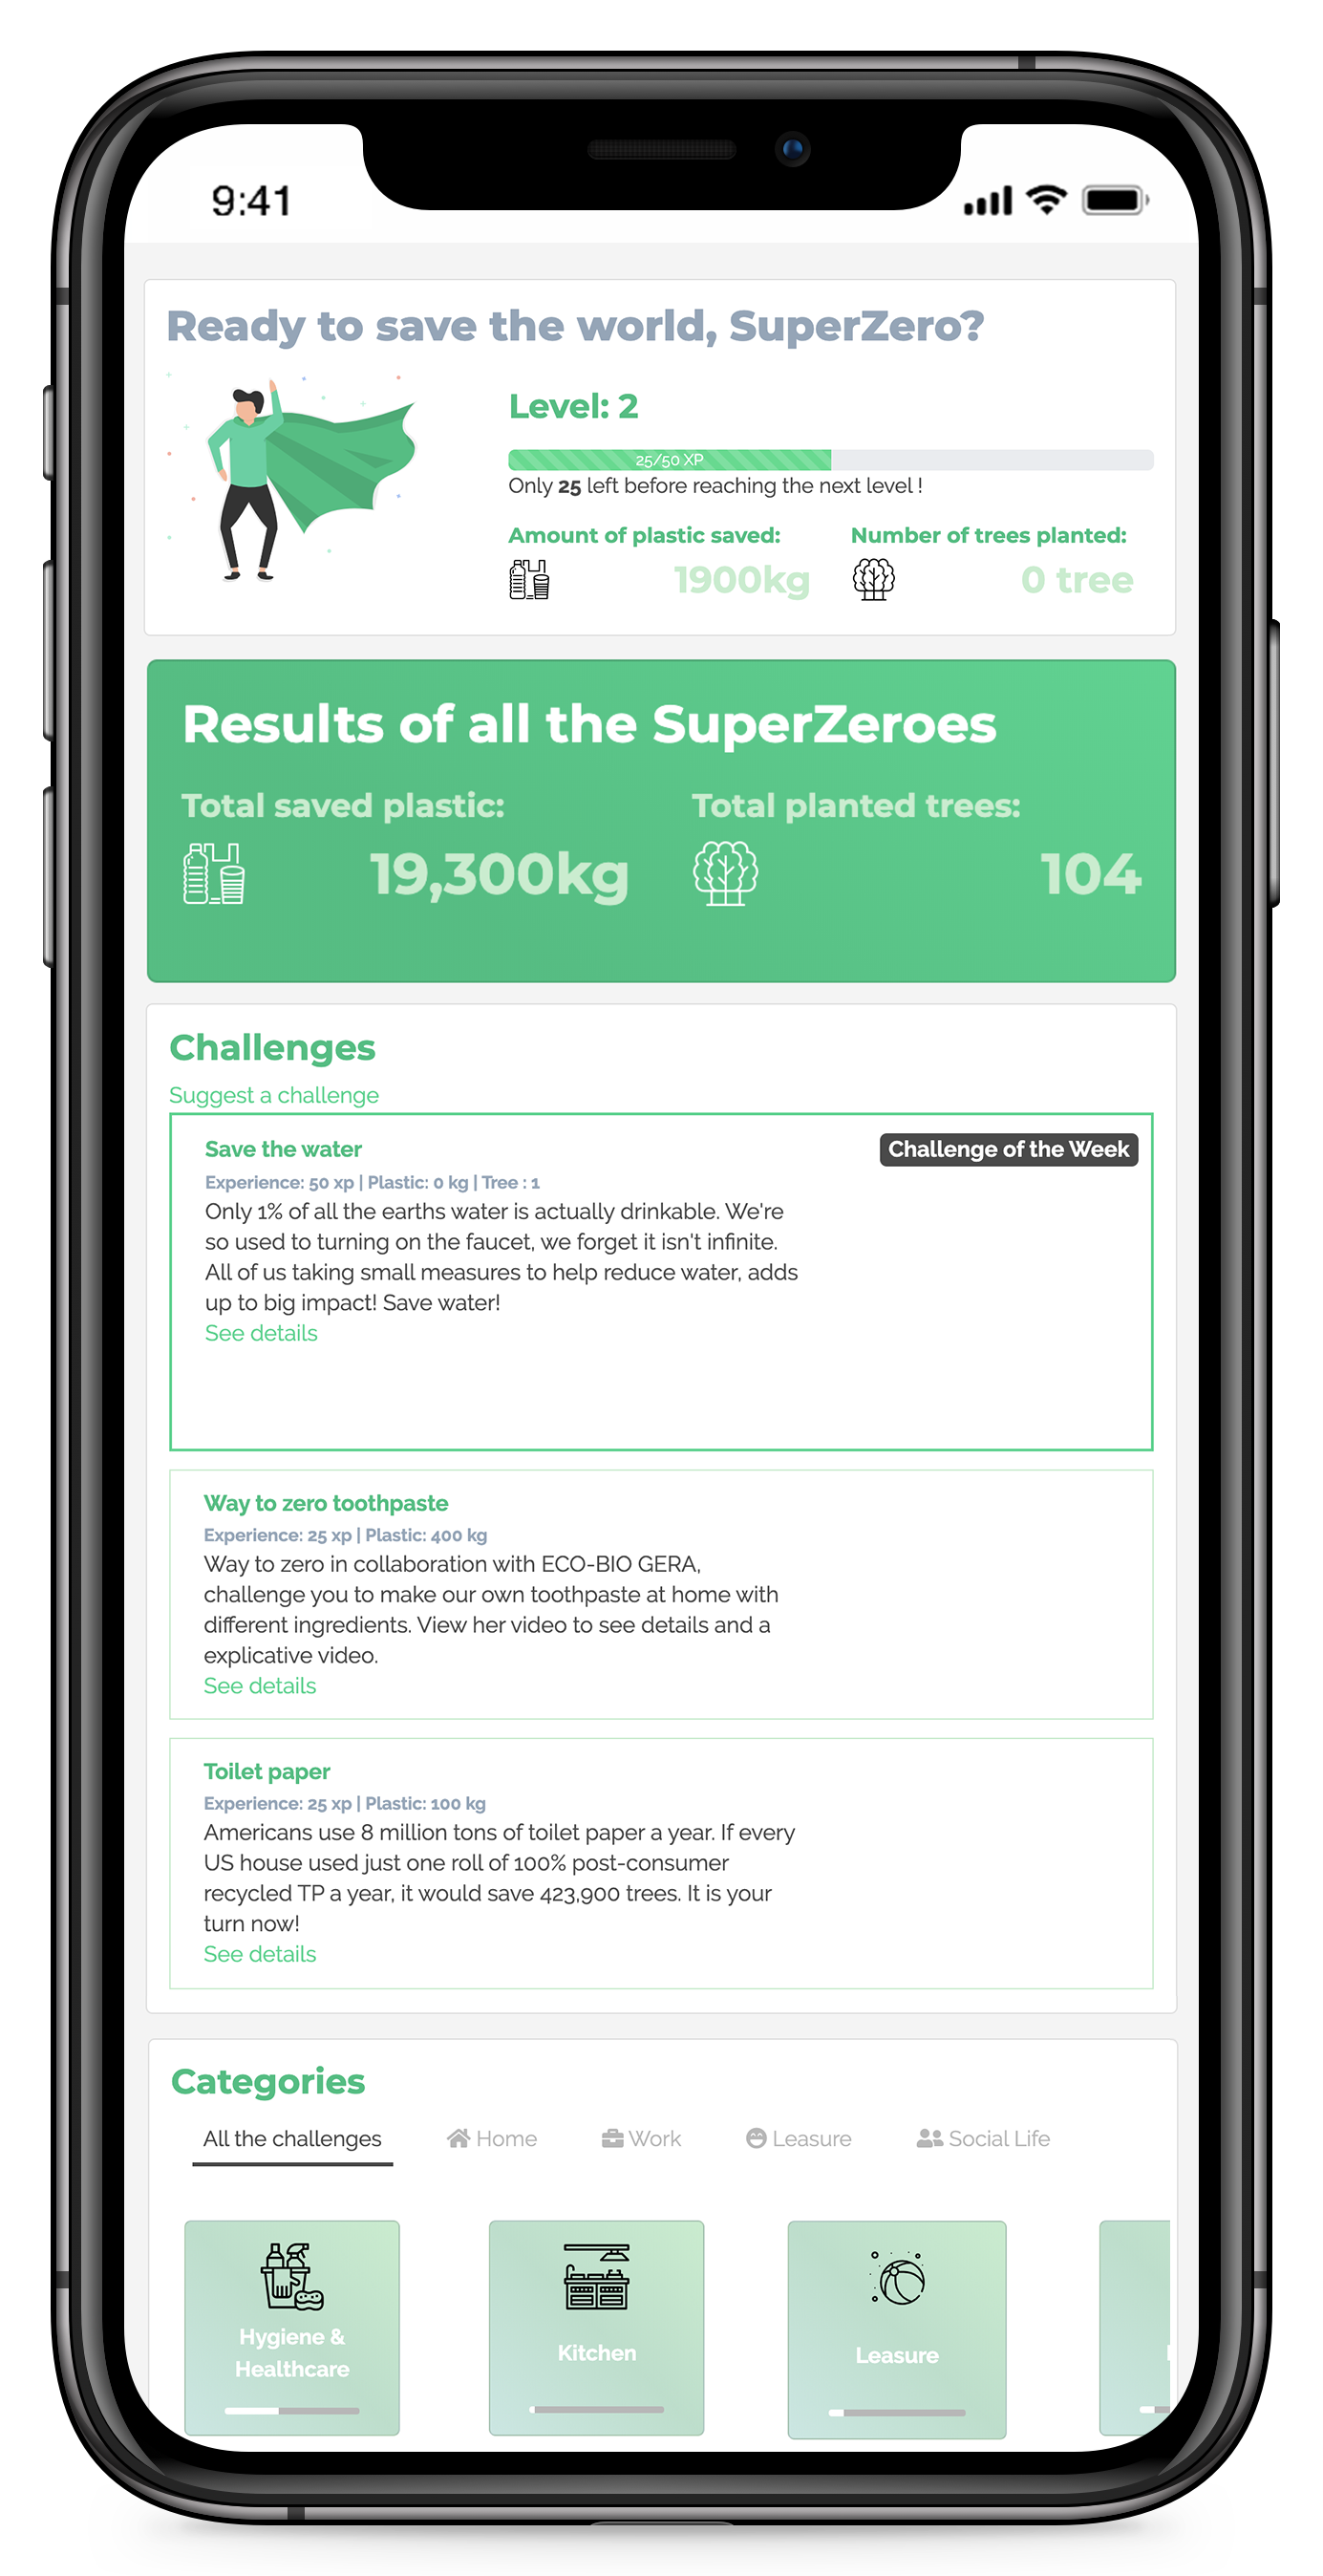 9:41
Ready to save the world, SuperZero?
Level: 2
25/50 XP
Only 25 left before reaching the next level !
Amount of plastic saved:
1900kg
Number of trees planted:
0 tree
Results of all the SuperZeroes
Total saved plastic:
19,300kg
Total planted trees:
104
Challenges
Suggest a challenge
Save the water
Challenge of the Week
Experience: 50 xp | Plastic: 0 kg | Tree : 1
Only 1% of all the earths water is actually drinkable. We're
so used to turning on the faucet, we forget it isn't infinite.
All of us taking small measures to help reduce water, adds
up to big impact! Save water!
See details
Way to zero toothpaste
Experience: 25 xp | Plastic: 400 kg
Way to zero in collaboration with ECO-BIO GERA,
challenge you to make our own toothpaste at home with
different ingredients. View her video to see details and a
explicative video.
See details
Toilet paper
Experience: 25 xp | Plastic: 100 kg
Americans use 8 million tons of toilet paper a year. If every
US house used just one roll of 100% post-consumer
recycled TP a year, it would save 423,900 trees. It is your
turn now!
See details
Categories
All the challenges
Home
Work
Leasure
Social Life
Hygiene &
Healthcare
Kitchen
Leasure